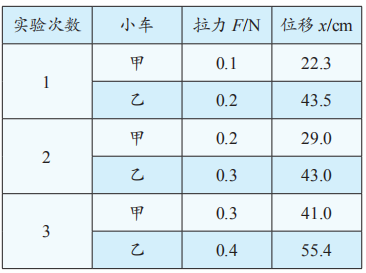 实验次数 小车 拉力 F/N 位移 x/cm
1 甲 0.1 22.3
乙 0.2 43.5
2 甲 0.2 29.0
乙 0.3 43.0
3 甲 0.3 41.0
乙 0.4 55.4